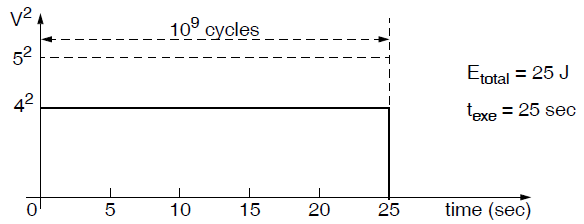 V²
10⁹ cycles
5²
E_total = 25 J
4²
t_exe = 25 sec
0 5 10 15 20 25 time (sec)